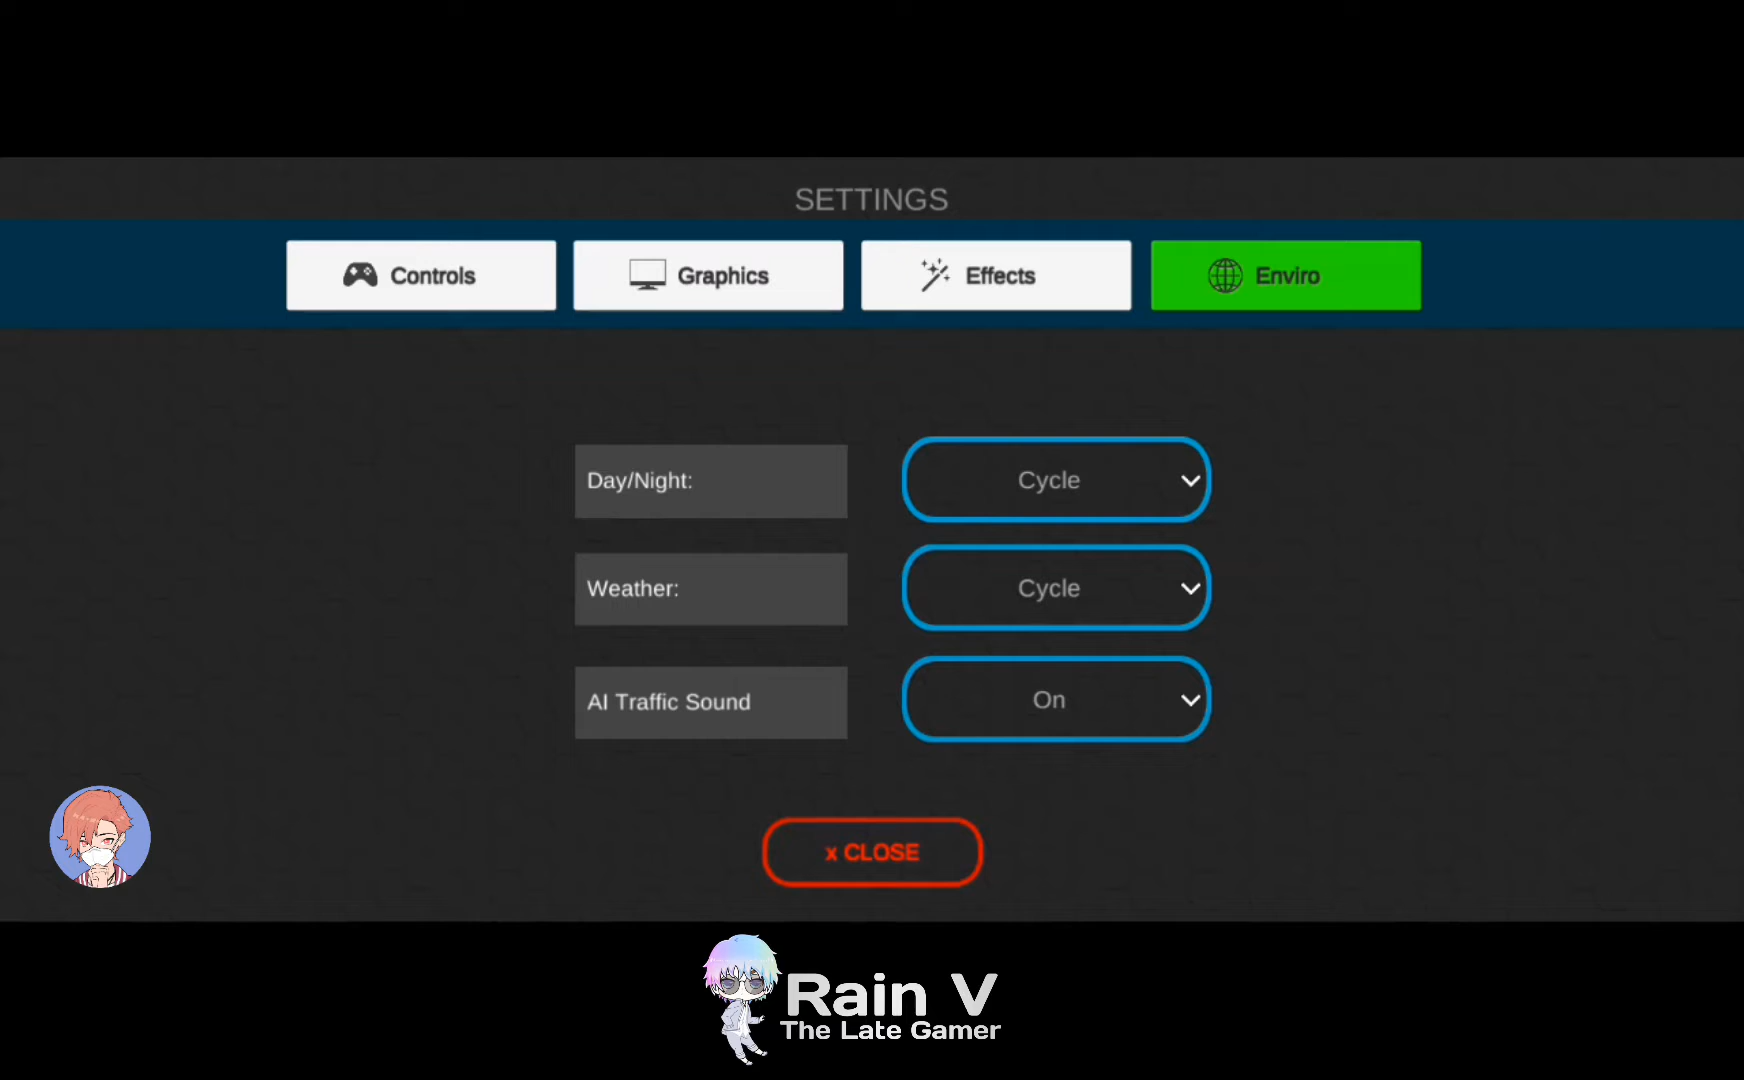 SETTINGS
Controls
Graphics
Effects
Enviro
Day/Night:
Cycle
Weather:
Cycle
AI Traffic Sound
On
x CLOSE
Rain V
The Late Gamer